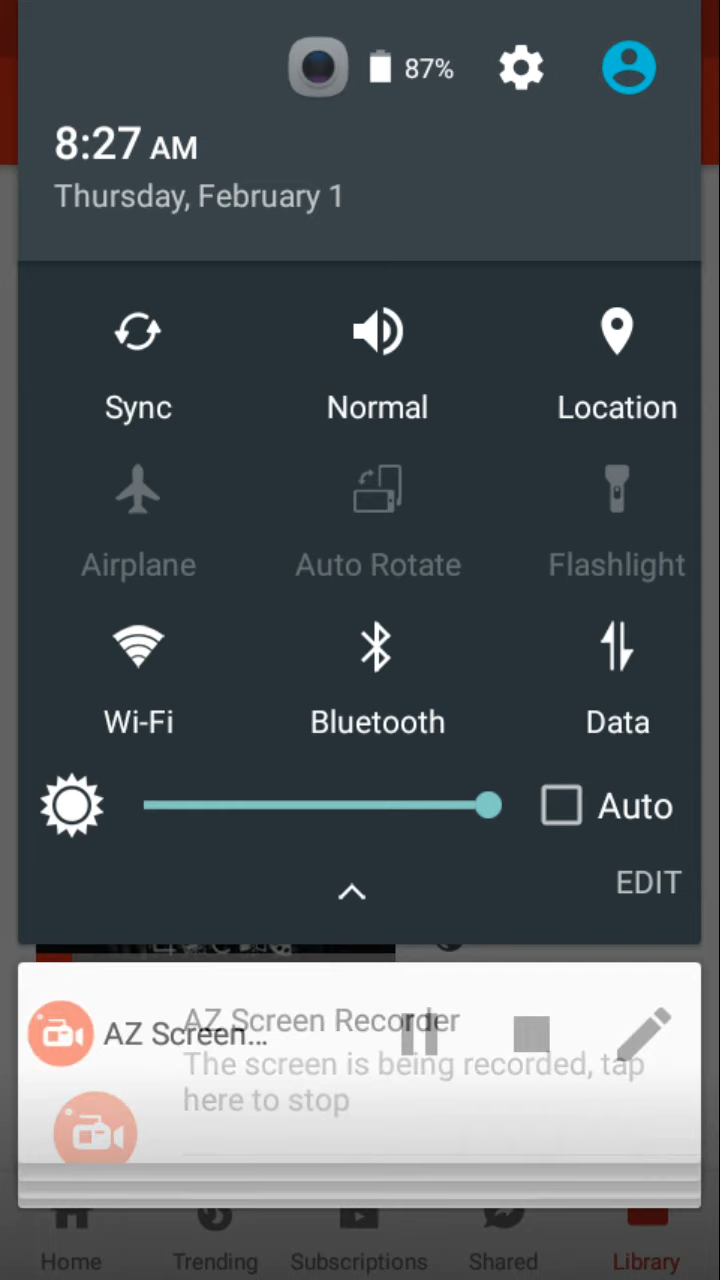 87%
8:27 AM
Thursday, February 1
Sync
Normal
Location
Airplane
Auto Rotate
Flashlight
Wi-Fi
Bluetooth
Data
Auto
EDIT
AZ Screen...
AZ Screen Recorder
The screen is being recorded, tap
here to stop
Home
Trending
Subscriptions
Shared
Library